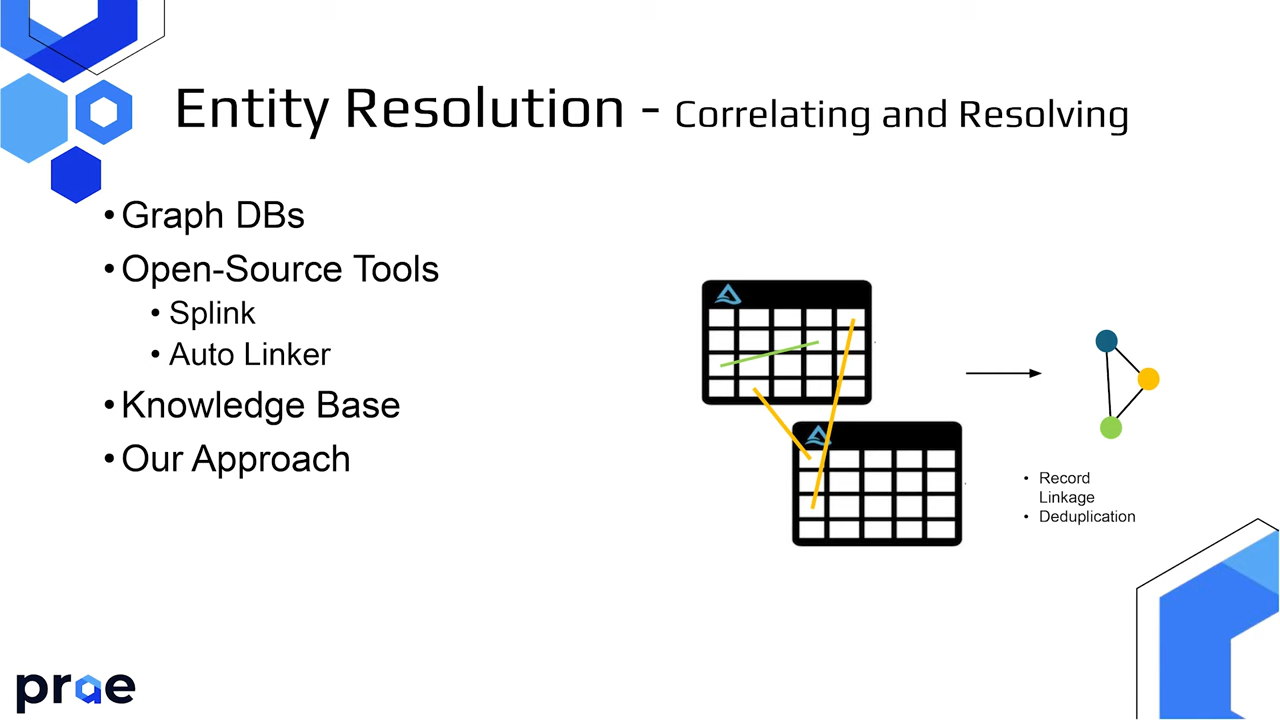 Entity Resolution - Correlating and Resolving
• Graph DBs
• Open-Source Tools
• Splink
• Auto Linker
• Knowledge Base
• Our Approach
• Record
Linkage
• Deduplication
prae